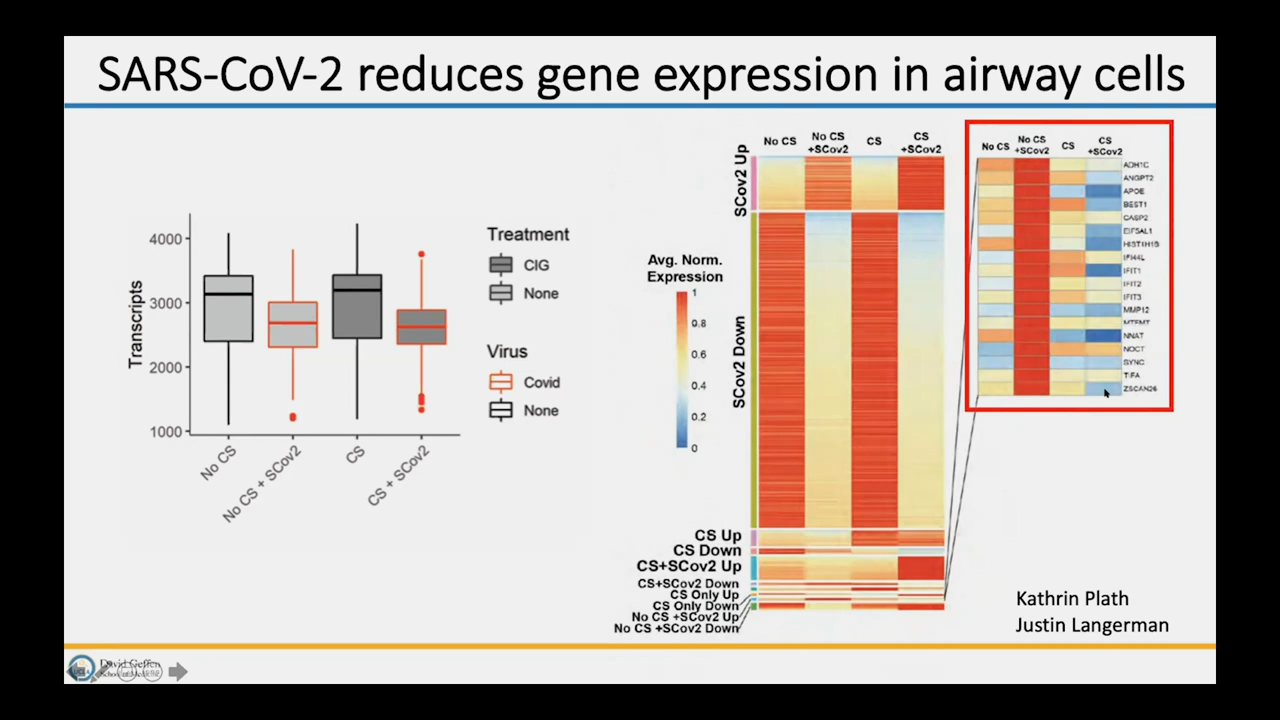 SARS-CoV-2 reduces gene expression in airway cells
4000
3000
2000
1000
Transcripts
No CS
No CS + SCov2
CS
CS + SCov2
Treatment
CIG
None
Virus
Covid
None
Avg. Norm.
Expression
1
0.8
0.6
0.4
0.2
0
No CS
No CS
+SCov2
CS
CS
+SCov2
SCov2 Up
SCov2 Down
CS Up
CS Down
CS+SCov2 Up
CS+SCov2 Down
CS Only Up
CS Only Down
No CS +SCov2 Up
No CS +SCov2 Down
No CS
No CS
+SCov2
CS
CS
+SCov2
ADH1C
ANGPT2
APOE
BEST1
CASP2
EIF5AL1
HIST1H1B
IFI44L
IFIT1
IFIT2
IFIT3
MMP12
NNAT
NOCT
SYNC
TIFA
ZSCAN26
Kathrin Plath
Justin Langerman
David Geffen